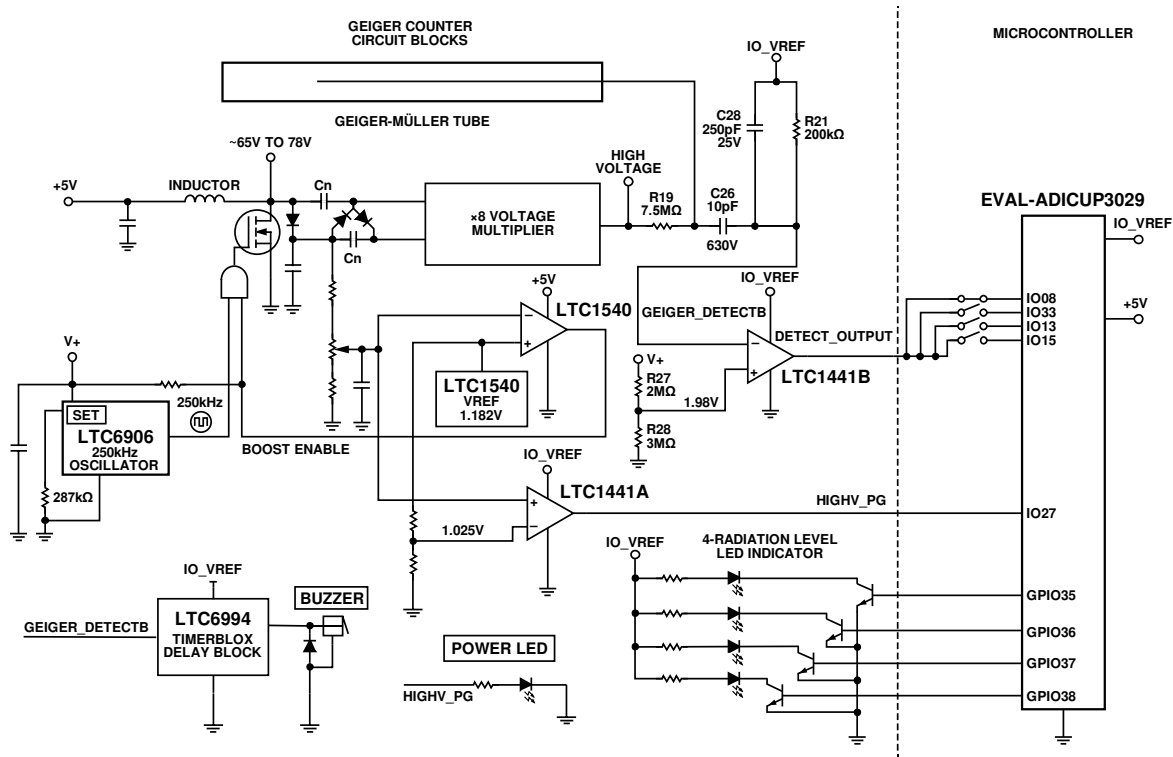 GEIGER COUNTER
CIRCUIT BLOCKS
MICROCONTROLLER
IO_VREF
GEIGER-MÜLLER TUBE
C28
250pF
25V
R21
200kΩ
~65V TO 78V
HIGH
VOLTAGE
+5V
INDUCTOR
Cn
×8 VOLTAGE
MULTIPLIER
R19
7.5MΩ
C26
10pF
630V
Cn
EVAL-ADICUP3029
IO_VREF
+5V
IO08
IO33
IO13
IO15
+5V
LTC1540
IO_VREF
GEIGER_DETECTB
DETECT_OUTPUT
LTC1441B
V+
R27
2MΩ
1.98V
R28
3MΩ
LTC1540
VREF
1.182V
V+
250kHz
SET
LTC6906
250kHz
OSCILLATOR
BOOST ENABLE
287kΩ
IO_VREF
LTC1441A
1.025V
HIGHV_PG
IO27
IO_VREF
4-RADIATION LEVEL
LED INDICATOR
GPIO35
GPIO36
GPIO37
GPIO38
IO_VREF
LTC6994
TIMERBLOX
DELAY BLOCK
GEIGER_DETECTB
BUZZER
POWER LED
HIGHV_PG